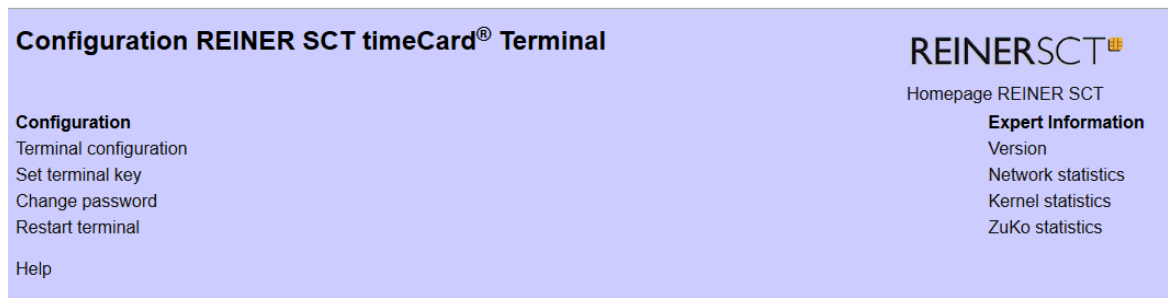 Configuration REINER SCT timeCard® Terminal
REINERSCT
Homepage REINER SCT
Configuration
Terminal configuration
Set terminal key
Change password
Restart terminal
Help
Expert Information
Version
Network statistics
Kernel statistics
ZuKo statistics